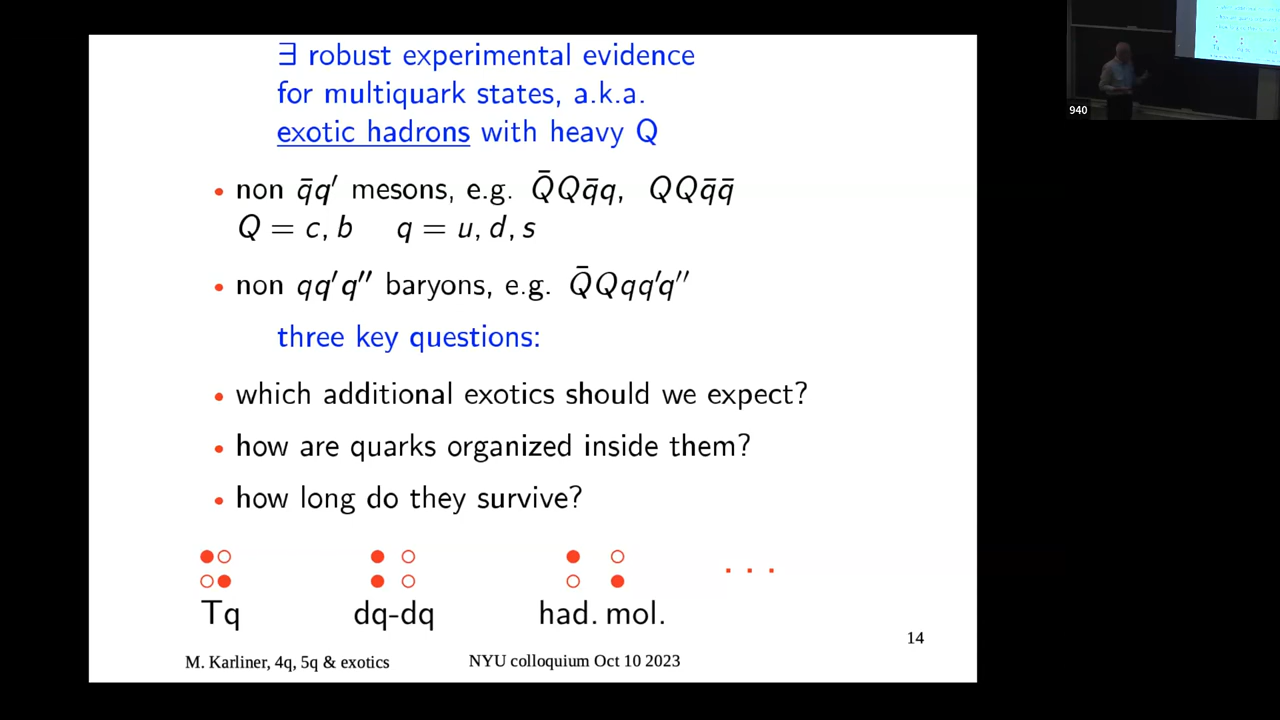 ∃ robust experimental evidence
for multiquark states, a.k.a.
exotic hadrons with heavy Q
• non q̄q′ mesons, e.g. Q̄Qq̄q, QQq̄q̄
Q = c, b q = u, d, s
• non qq′q′′ baryons, e.g. Q̄Qqq′q′′
three key questions:
• which additional exotics should we expect?
• how are quarks organized inside them?
• how long do they survive?
. . .
Tq dq-dq had. mol.
14
M. Karliner, 4q, 5q & exotics NYU colloquium Oct 10 2023
940